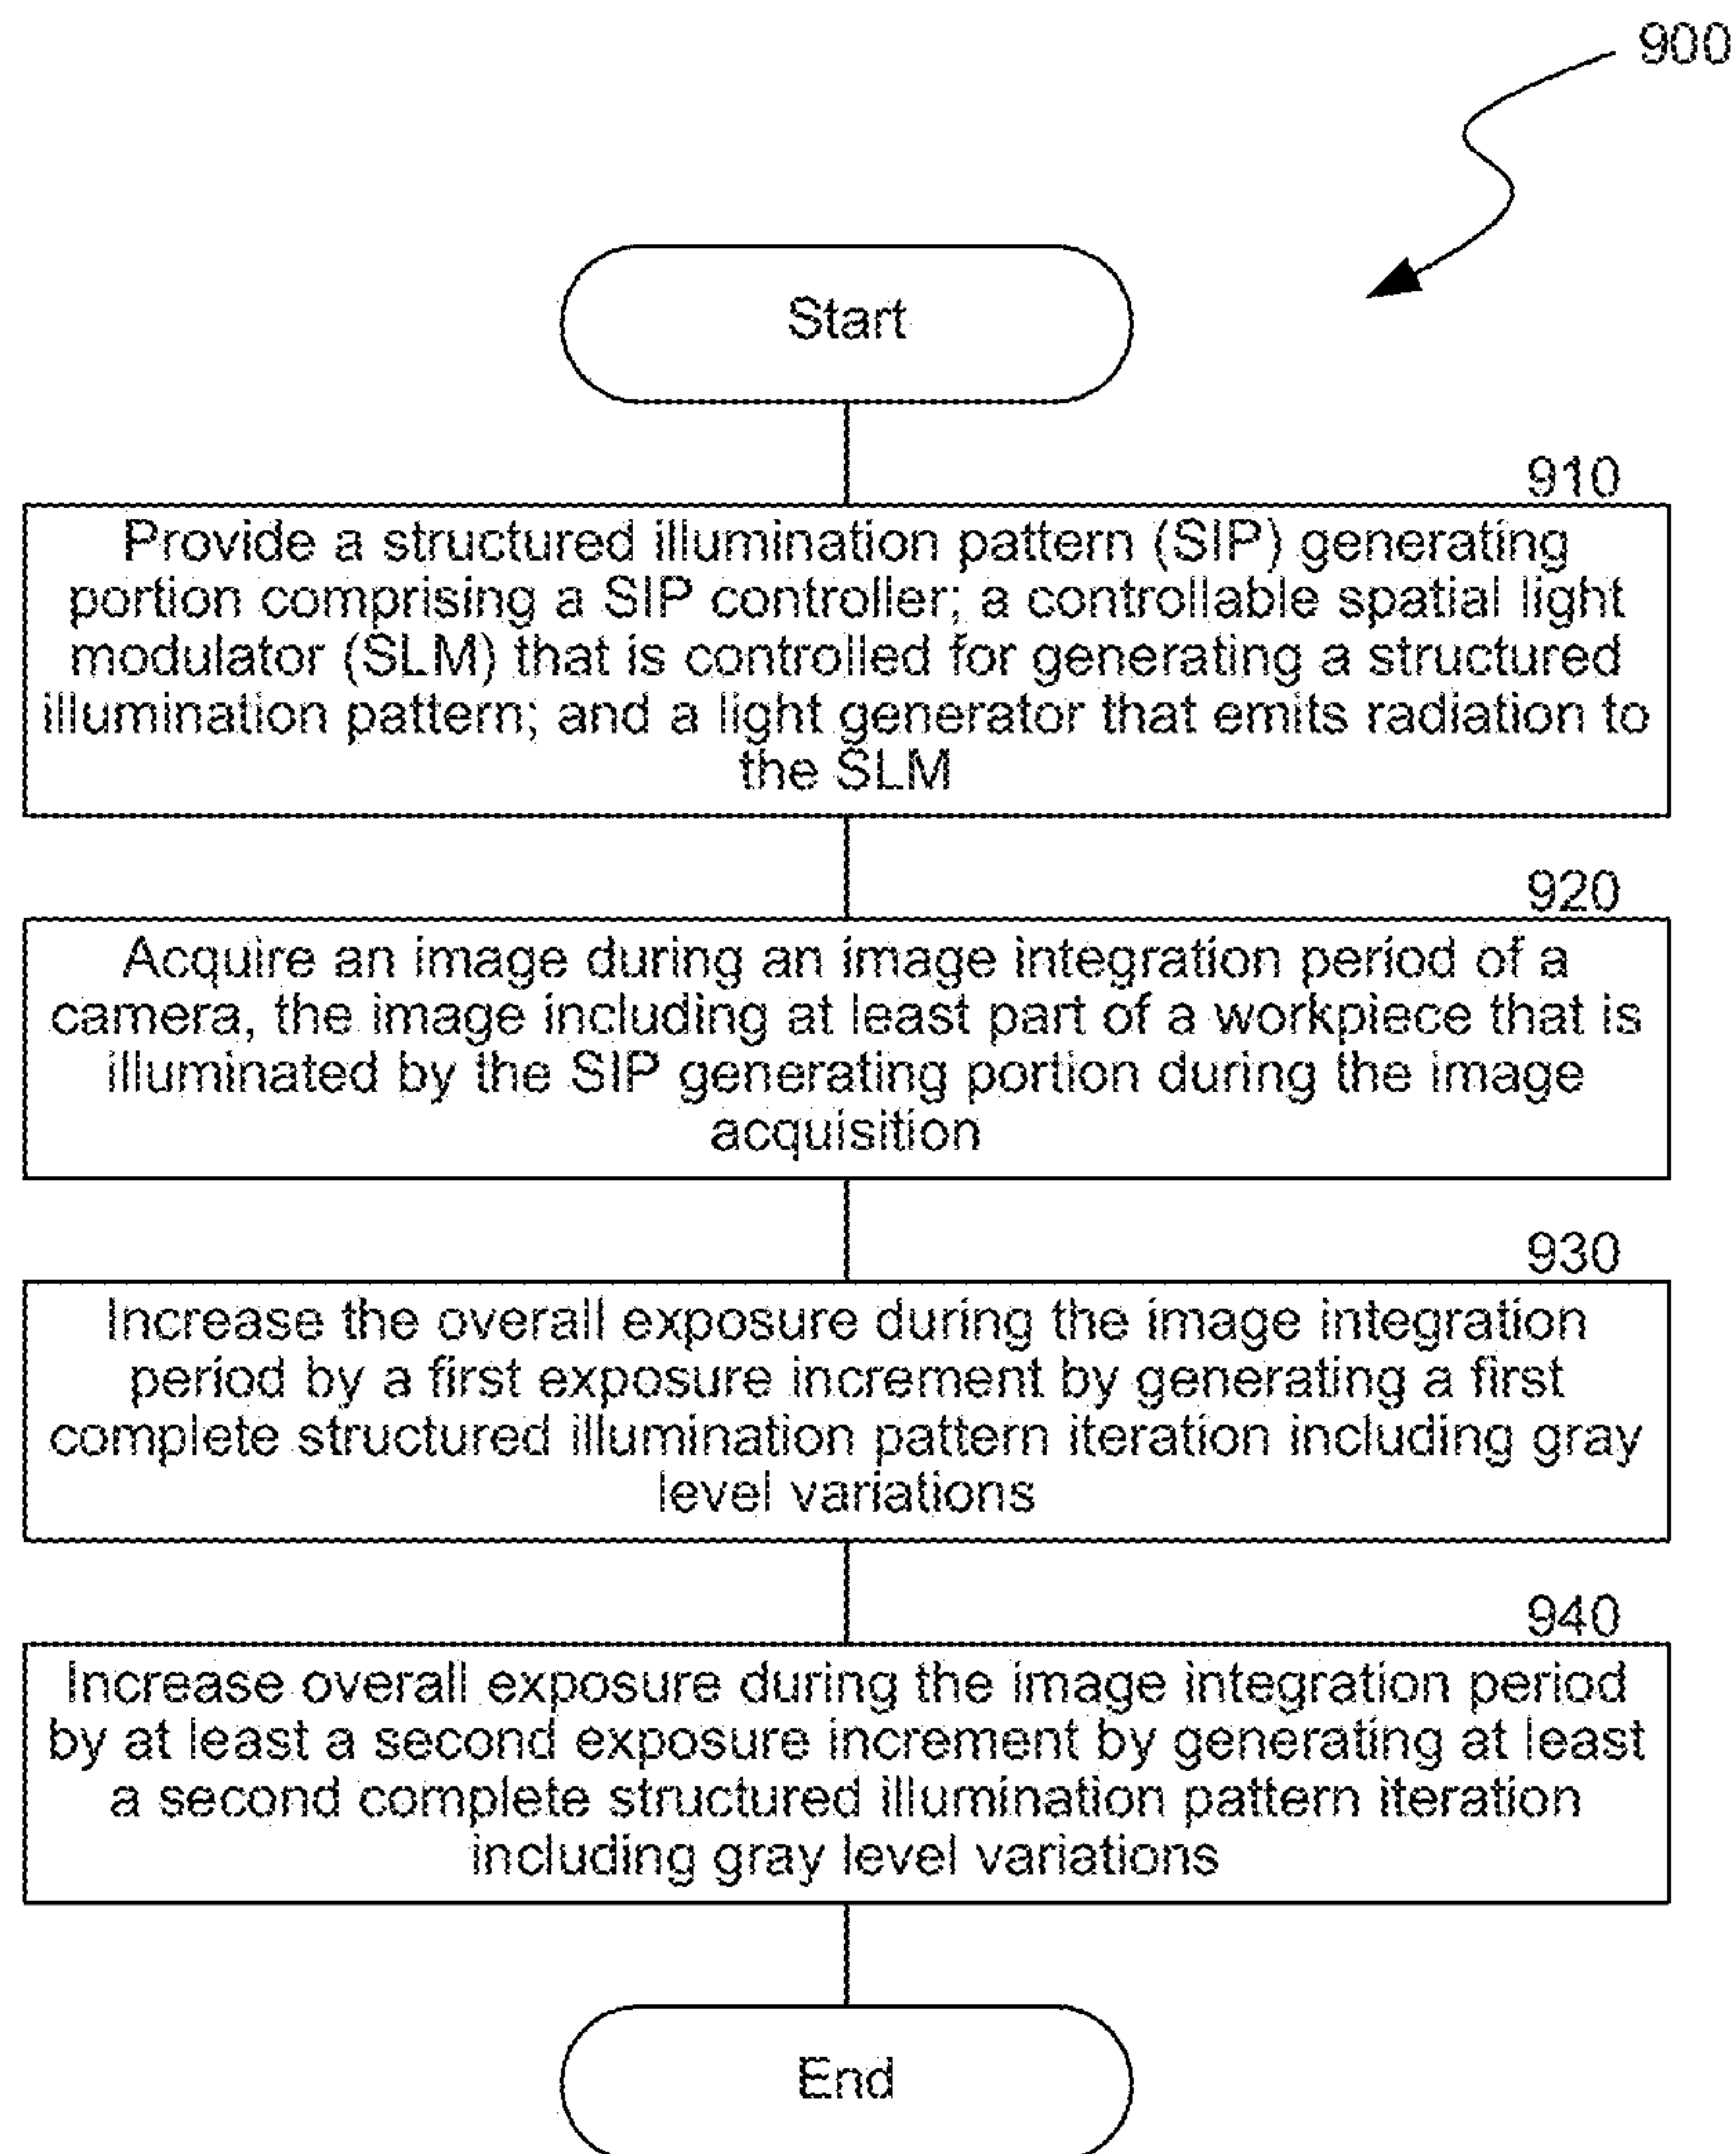 900
Start
910
Provide a structured illumination pattern (SIP) generating
portion comprising a SIP controller; a controllable spatial light
modulator (SLM) that is controlled for generating a structured
illumination pattern; and a light generator that emits radiation to
the SLM
920
Acquire an image during an image integration period of a
camera, the image including at least part of a workpiece that is
illuminated by the SIP generating portion during the image
acquisition
930
Increase the overall exposure during the image integration
period by a first exposure increment by generating a first
complete structured illumination pattern iteration including gray
level variations
940
Increase overall exposure during the image integration period
by at least a second exposure increment by generating at least
a second complete structured illumination pattern iteration
including gray level variations
End